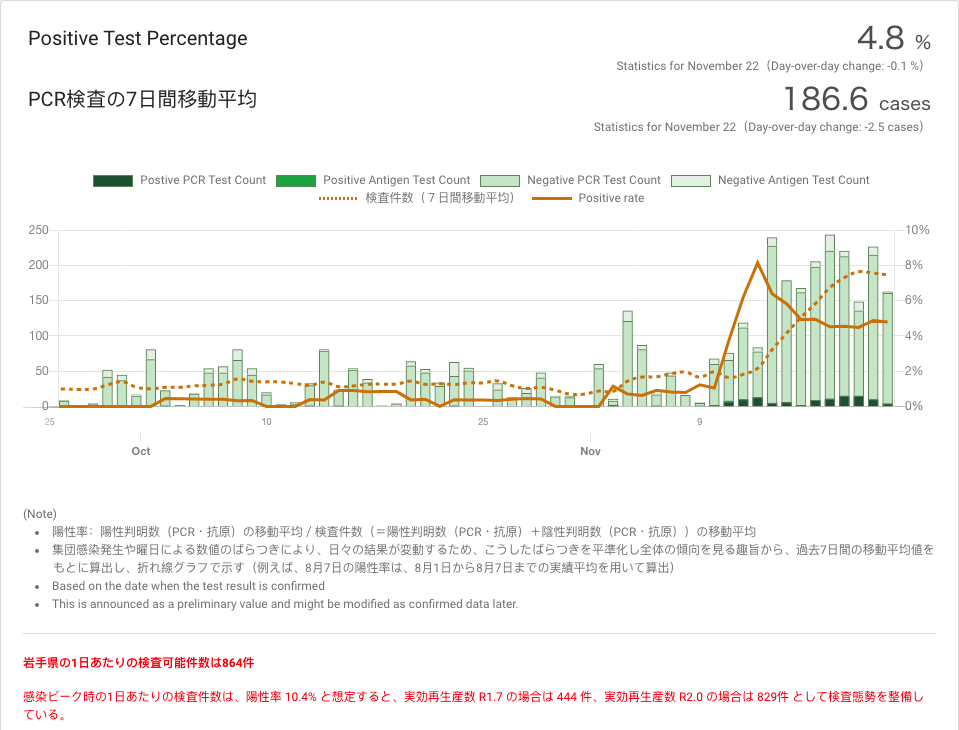 Positive Test Percentage
4.8 %
Statistics for November 22（Day-over-day change: -0.1 %）
PCR検査の7日間移動平均
186.6 cases
Statistics for November 22（Day-over-day change: -2.5 cases）
Postive PCR Test Count
Positive Antigen Test Count
Negative PCR Test Count
Negative Antigen Test Count
検査件数（７日間移動平均）
Positive rate
250
200
150
100
50
0
10%
8%
6%
4%
2%
0%
25
10
25
9
Oct
Nov
(Note)
陽性率：陽性判明数（PCR・抗原）の移動平均 / 検査件数（＝陽性判明数（PCR・抗原）＋陰性判明数（PCR・抗原））の移動平均
集団感染発生や曜日による数値のばらつきにより、日々の結果が変動するため、こうしたばらつきを平準化し全体の傾向を見る趣旨から、過去7日間の移動平均値を
もとに算出し、折れ線グラフで示す（例えば、8月7日の陽性率は、8月1日から8月7日までの実績平均を用いて算出）
Based on the date when the test result is confirmed
This is announced as a preliminary value and might be modified as confirmed data later.
岩手県の1日あたりの検査可能件数は864件
感染ピーク時の1日あたりの検査件数は、陽性率 10.4% と想定すると、実効再生産数 R1.7 の場合は 444 件、実効再生産数 R2.0 の場合は 829件 として検査態勢を整備し
ている。